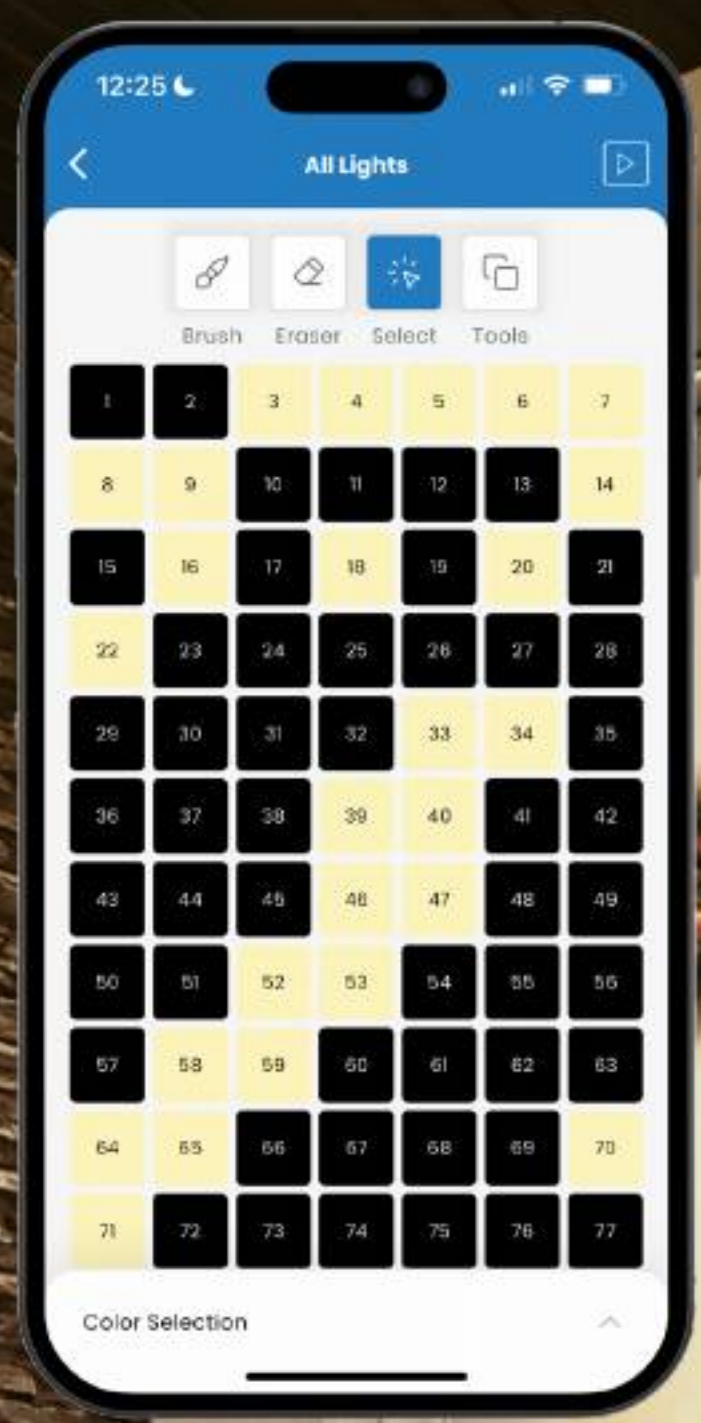 12:25
All Lights
Brush Eraser Select Tools
1 2 3 4 5 6 7
8 9 10 11 12 13 14
15 16 17 18 19 20 21
22 23 24 25 26 27 28
29 30 31 32 33 34 35
36 37 38 39 40 41 42
43 44 45 46 47 48 49
50 51 52 53 54 55 56
57 58 59 60 61 62 63
64 65 66 67 68 69 70
71 72 73 74 75 76 77
Color Selection